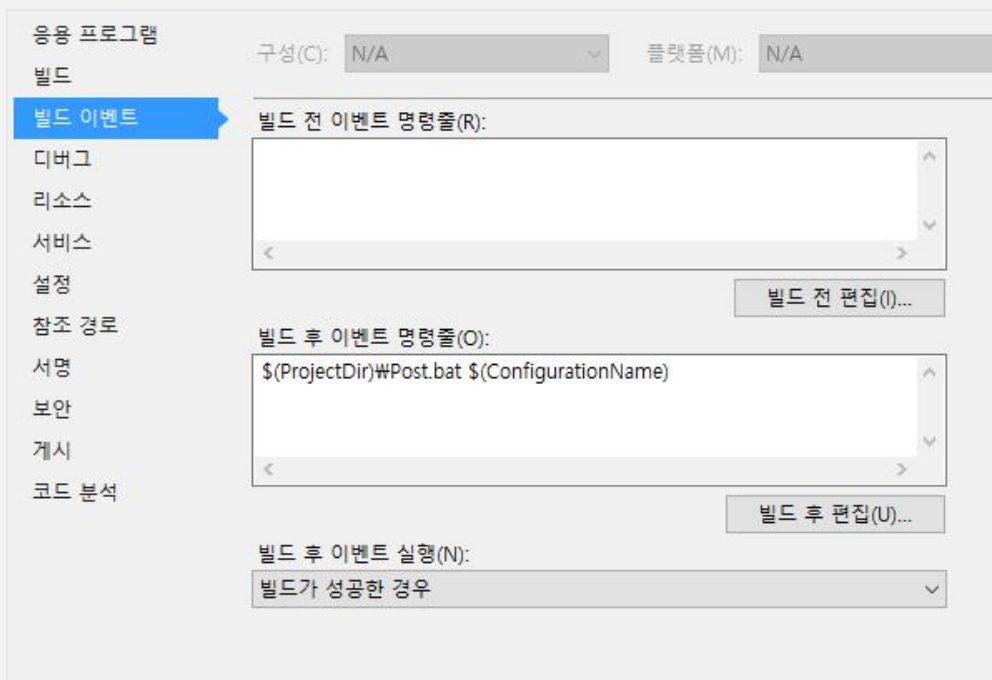 응용 프로그램
빌드
빌드 이벤트
디버그
리소스
서비스
설정
참조 경로
서명
보안
게시
코드 분석
구성(C): N/A 플랫폼(M): N/A
빌드 전 이벤트 명령줄(R):
빌드 전 편집(I)...
빌드 후 이벤트 명령줄(O):
$(ProjectDir)₩Post.bat $(ConfigurationName)
빌드 후 편집(U)...
빌드 후 이벤트 실행(N):
빌드가 성공한 경우